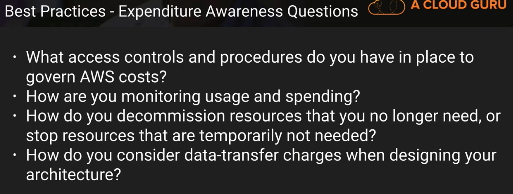 Best Practices - Expenditure Awareness Questions
A CLOUD GURU
• What access controls and procedures do you have in place to
govern AWS costs?
• How are you monitoring usage and spending?
• How do you decommission resources that you no longer need, or
stop resources that are temporarily not needed?
• How do you consider data-transfer charges when designing your
architecture?